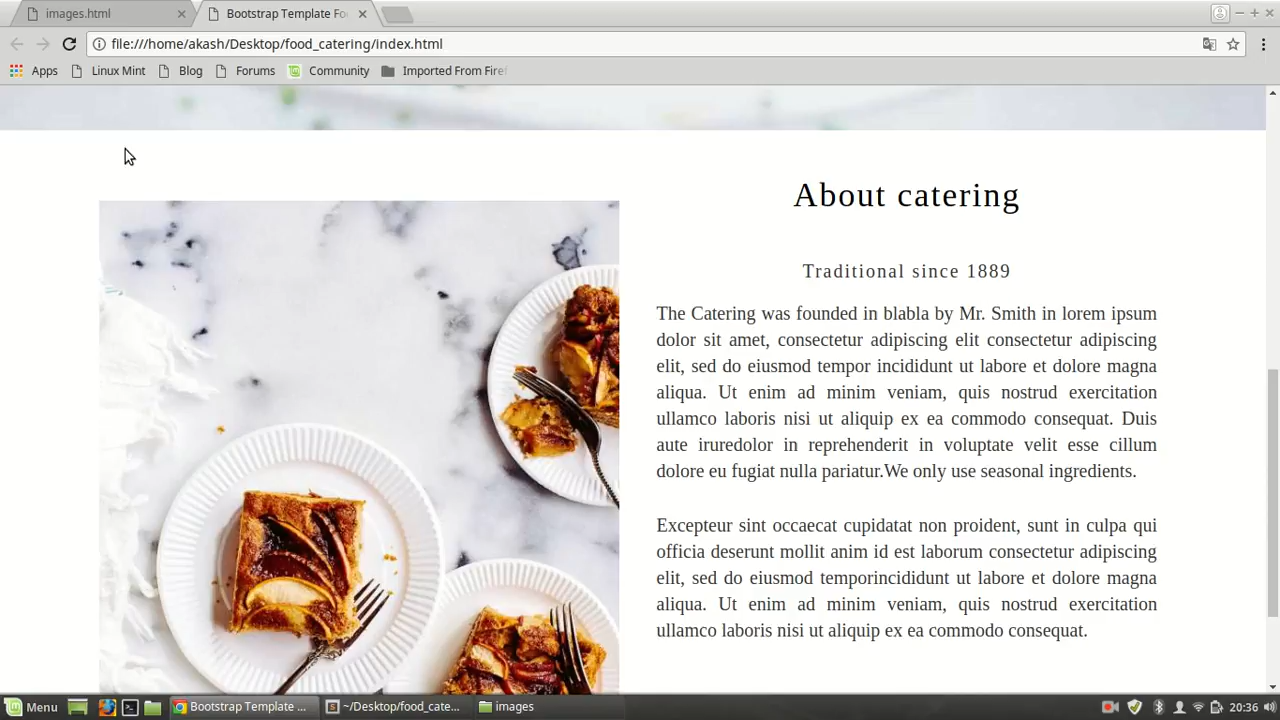 images.html
Bootstrap Template Fo
file:///home/akash/Desktop/food_catering/index.html
Apps
Linux Mint
Blog
Forums
Community
Imported From Firef
About catering
Traditional since 1889
The Catering was founded in blabla by Mr. Smith in lorem ipsum
dolor sit amet, consectetur adipiscing elit consectetur adipiscing
elit, sed do eiusmod tempor incididunt ut labore et dolore magna
aliqua. Ut enim ad minim veniam, quis nostrud exercitation
ullamco laboris nisi ut aliquip ex ea commodo consequat. Duis
aute iruredolor in reprehenderit in voluptate velit esse cillum
dolore eu fugiat nulla pariatur.We only use seasonal ingredients.
Excepteur sint occaecat cupidatat non proident, sunt in culpa qui
officia deserunt mollit anim id est laborum consectetur adipiscing
elit, sed do eiusmod temporincididunt ut labore et dolore magna
aliqua. Ut enim ad minim veniam, quis nostrud exercitation
ullamco laboris nisi ut aliquip ex ea commodo consequat.
Menu
Bootstrap Template ...
~/Desktop/food_cate...
images
20:36